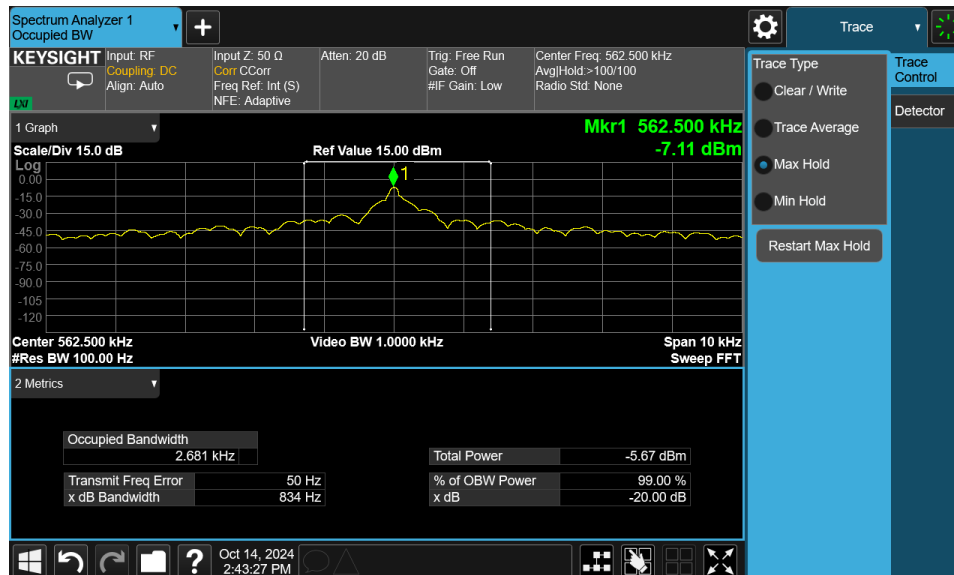 Spectrum Analyzer 1
Occupied BW
+
Trace
KEYSIGHT
LXI
Input: RF
Coupling: DC
Align: Auto
Input Z: 50 Ω
Corr CCorr
Freq Ref: Int (S)
NFE: Adaptive
Atten: 20 dB
Trig: Free Run
Gate: Off
#IF Gain: Low
Center Freq: 562.500 kHz
Avg|Hold:>100/100
Radio Std: None
Trace Type
Clear / Write
Trace Average
Max Hold
Min Hold
Restart Max Hold
Trace
Control
Detector
1 Graph
Mkr1 562.500 kHz
-7.11 dBm
Scale/Div 15.0 dB
Ref Value 15.00 dBm
Log
1
0.00
-15.0
-30.0
-45.0
-60.0
-75.0
-90.0
-105
-120
Center 562.500 kHz
#Res BW 100.00 Hz
Video BW 1.0000 kHz
Span 10 kHz
Sweep FFT
2 Metrics
Occupied Bandwidth
2.681 kHz
Total Power -5.67 dBm
Transmit Freq Error 50 Hz
% of OBW Power 99.00 %
x dB Bandwidth 834 Hz
x dB -20.00 dB
?
Oct 14, 2024
2:43:27 PM